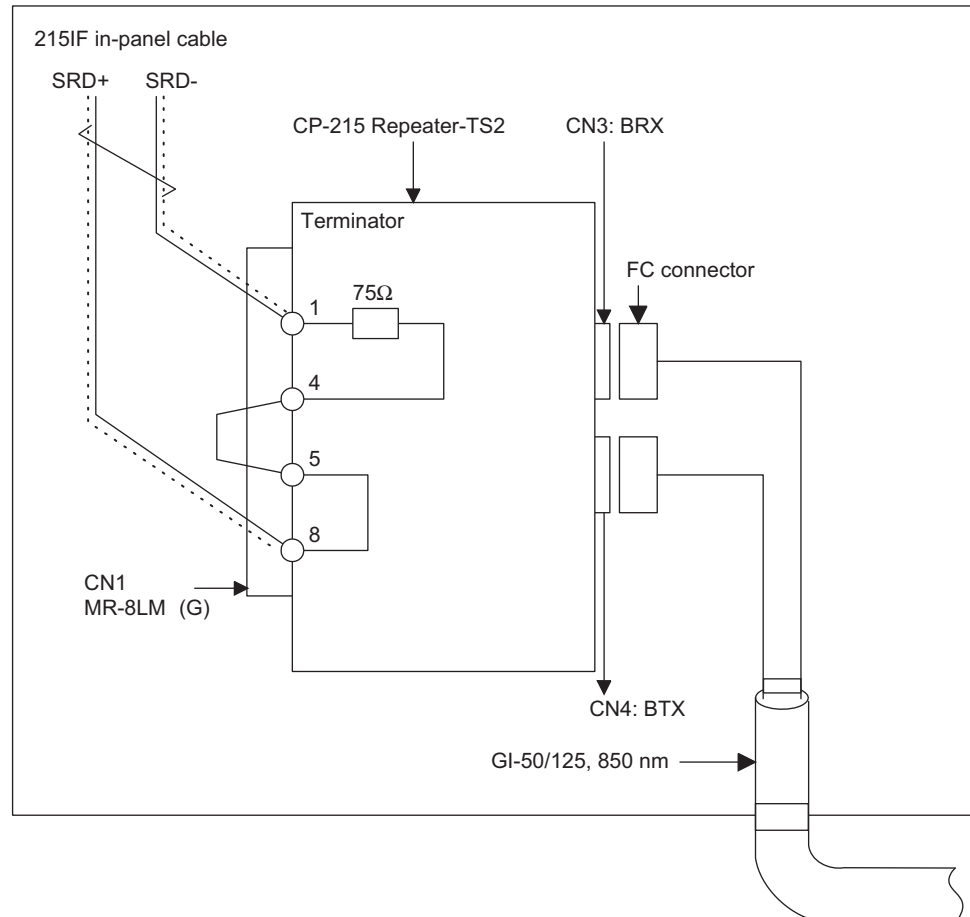 215IF in-panel cable
SRD+ SRD-
CP-215 Repeater-TS2
CN3: BRX
Terminator
FC connector
1
75Ω
4
5
8
CN1
MR-8LM (G)
CN4: BTX
GI-50/125, 850 nm